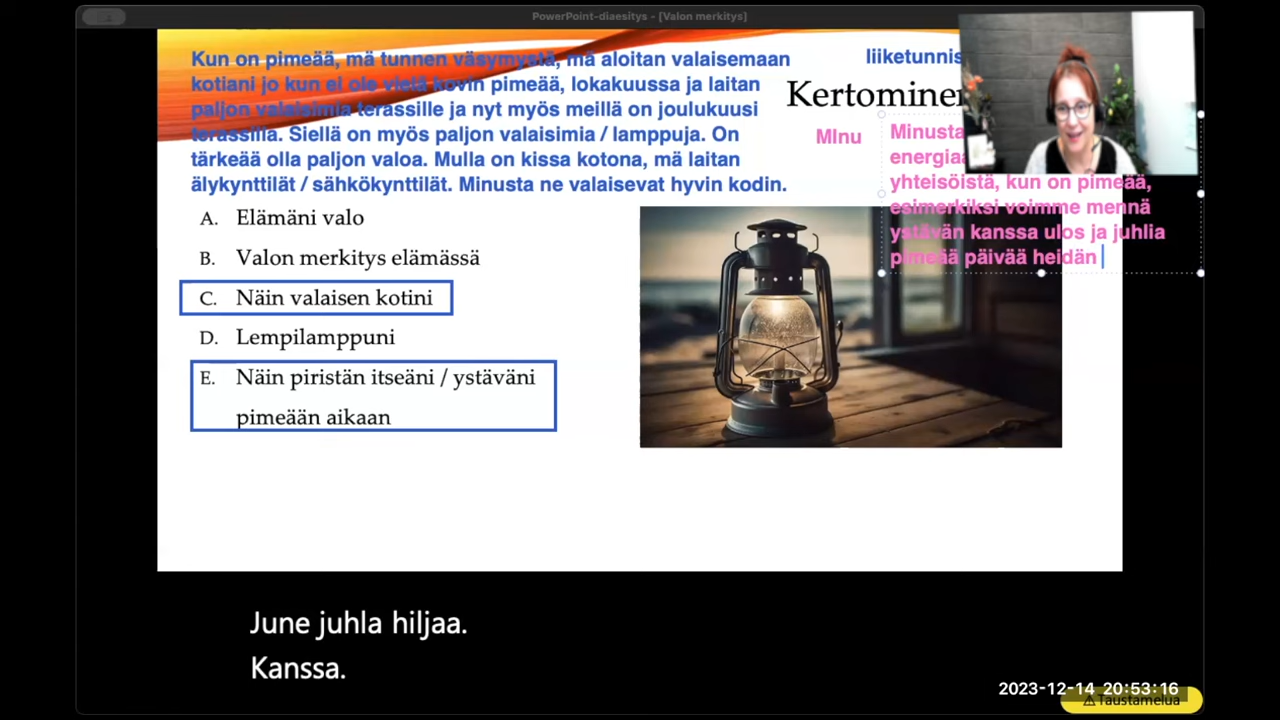 PowerPoint-diaesitys - [Valon merkitys]
Kun on pimeää, mä tunnen väsymystä, mä aloitan valaisemaan
kotiani jo kun ei ole vielä kovin pimeää, lokakuussa ja laitan
paljon valaisimia terassille ja nyt myös meillä on joulukuusi
terassilla. Siellä on myös paljon valaisimia / lamppuja. On
tärkeää olla paljon valoa. Mulla on kissa kotona, mä laitan
älykynttilät / sähkökynttilät. Minusta ne valaisevat hyvin kodin.
liiketunnis
Kertominen
MInu
Minusta
energiaa
yhteisöistä, kun on pimeää,
esimerkiksi voimme mennä
ystävän kanssa ulos ja juhlia
pimeää päivää heidän
A. Elämäni valo
B. Valon merkitys elämässä
C. Näin valaisen kotini
D. Lempilamppuni
E. Näin piristän itseäni / ystäväni
pimeään aikaan
June juhla hiljaa.
Kanssa.
2023-12-14 20:53:16
Taustamelua